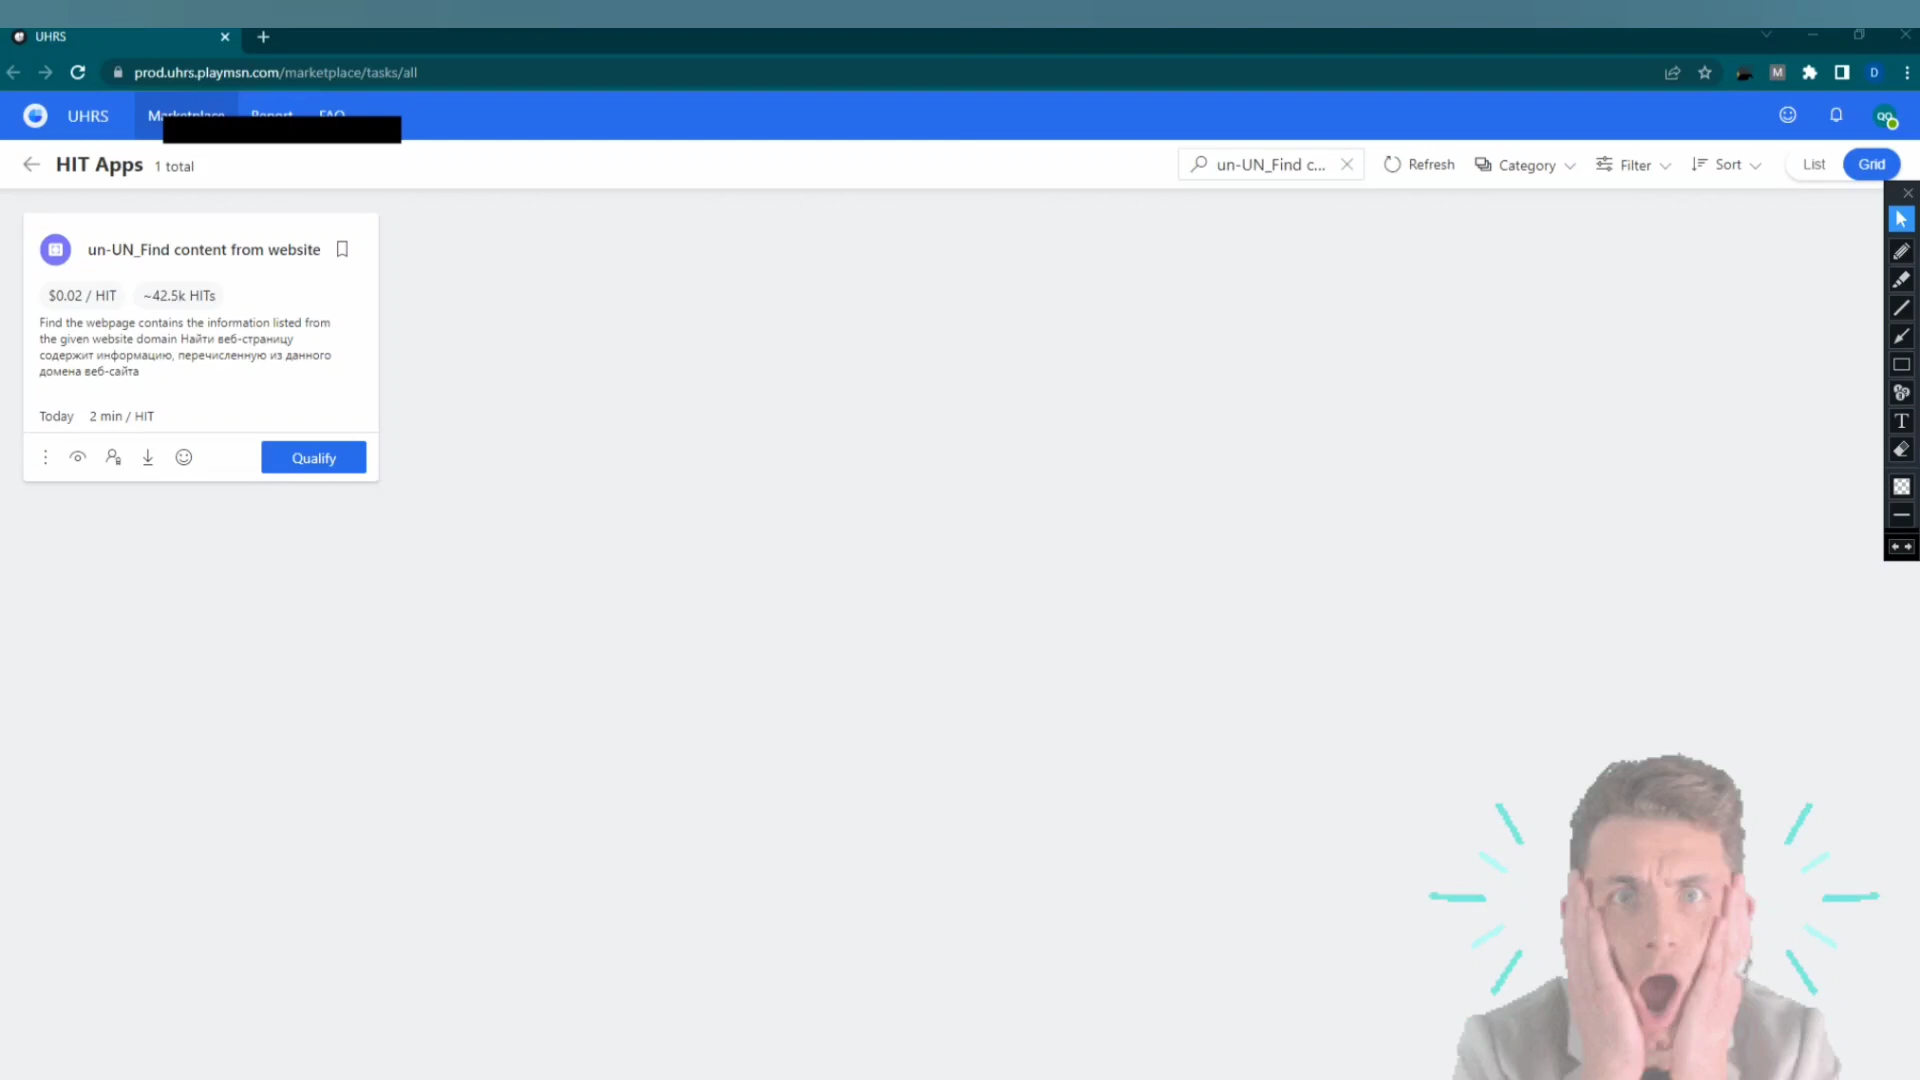 UHRS
prod.uhrs.playmsn.com/marketplace/tasks/all
M
D
UHRS Marketplace Report FAQ
QO
HIT Apps 1 total
un-UN_Find c... Refresh Category Filter Sort List Grid
un-UN_Find content from website
$0.02 / HIT ~42.5k HITs
Find the webpage contains the information listed from
the given website domain Найти веб-страницу
содержит информацию, перечисленную из данного
домена веб-сайта
Today 2 min / HIT
Qualify
T